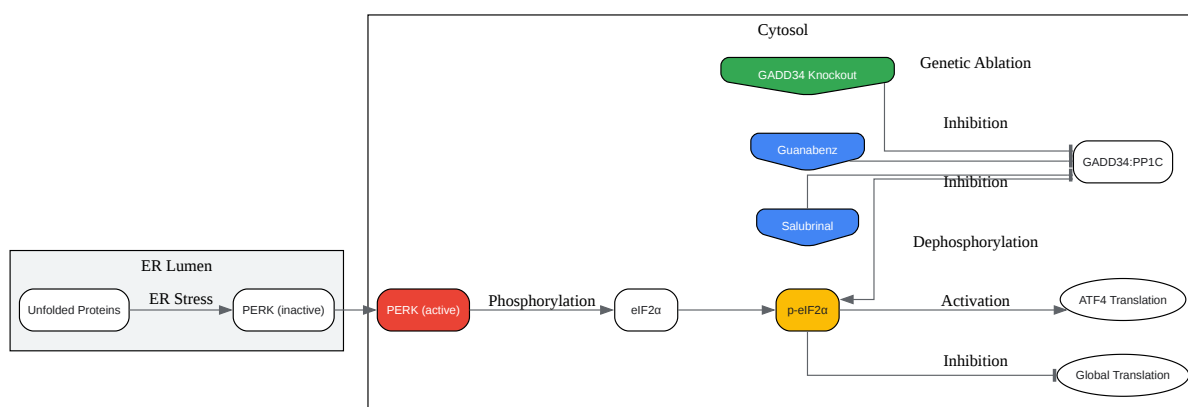 Cytosol
GADD34 Knockout
Genetic Ablation
Inhibition
Guanabenz
GADD34:PP1C
Inhibition
Salubrinal
Dephosphorylation
ER Lumen
Unfolded Proteins
ER Stress
PERK (inactive)
PERK (active)
Phosphorylation
eIF2α
p-eIF2α
Activation
ATF4 Translation
Inhibition
Global Translation